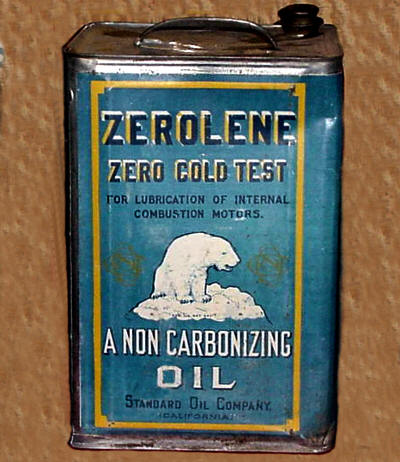 ZEROLENE
ZERO COLD TEST
FOR LUBRICATION OF INTERNAL
COMBUSTION MOTORS.
A NON CARBONIZING
OIL
STANDARD OIL COMPANY.
(CALIFORNIA)